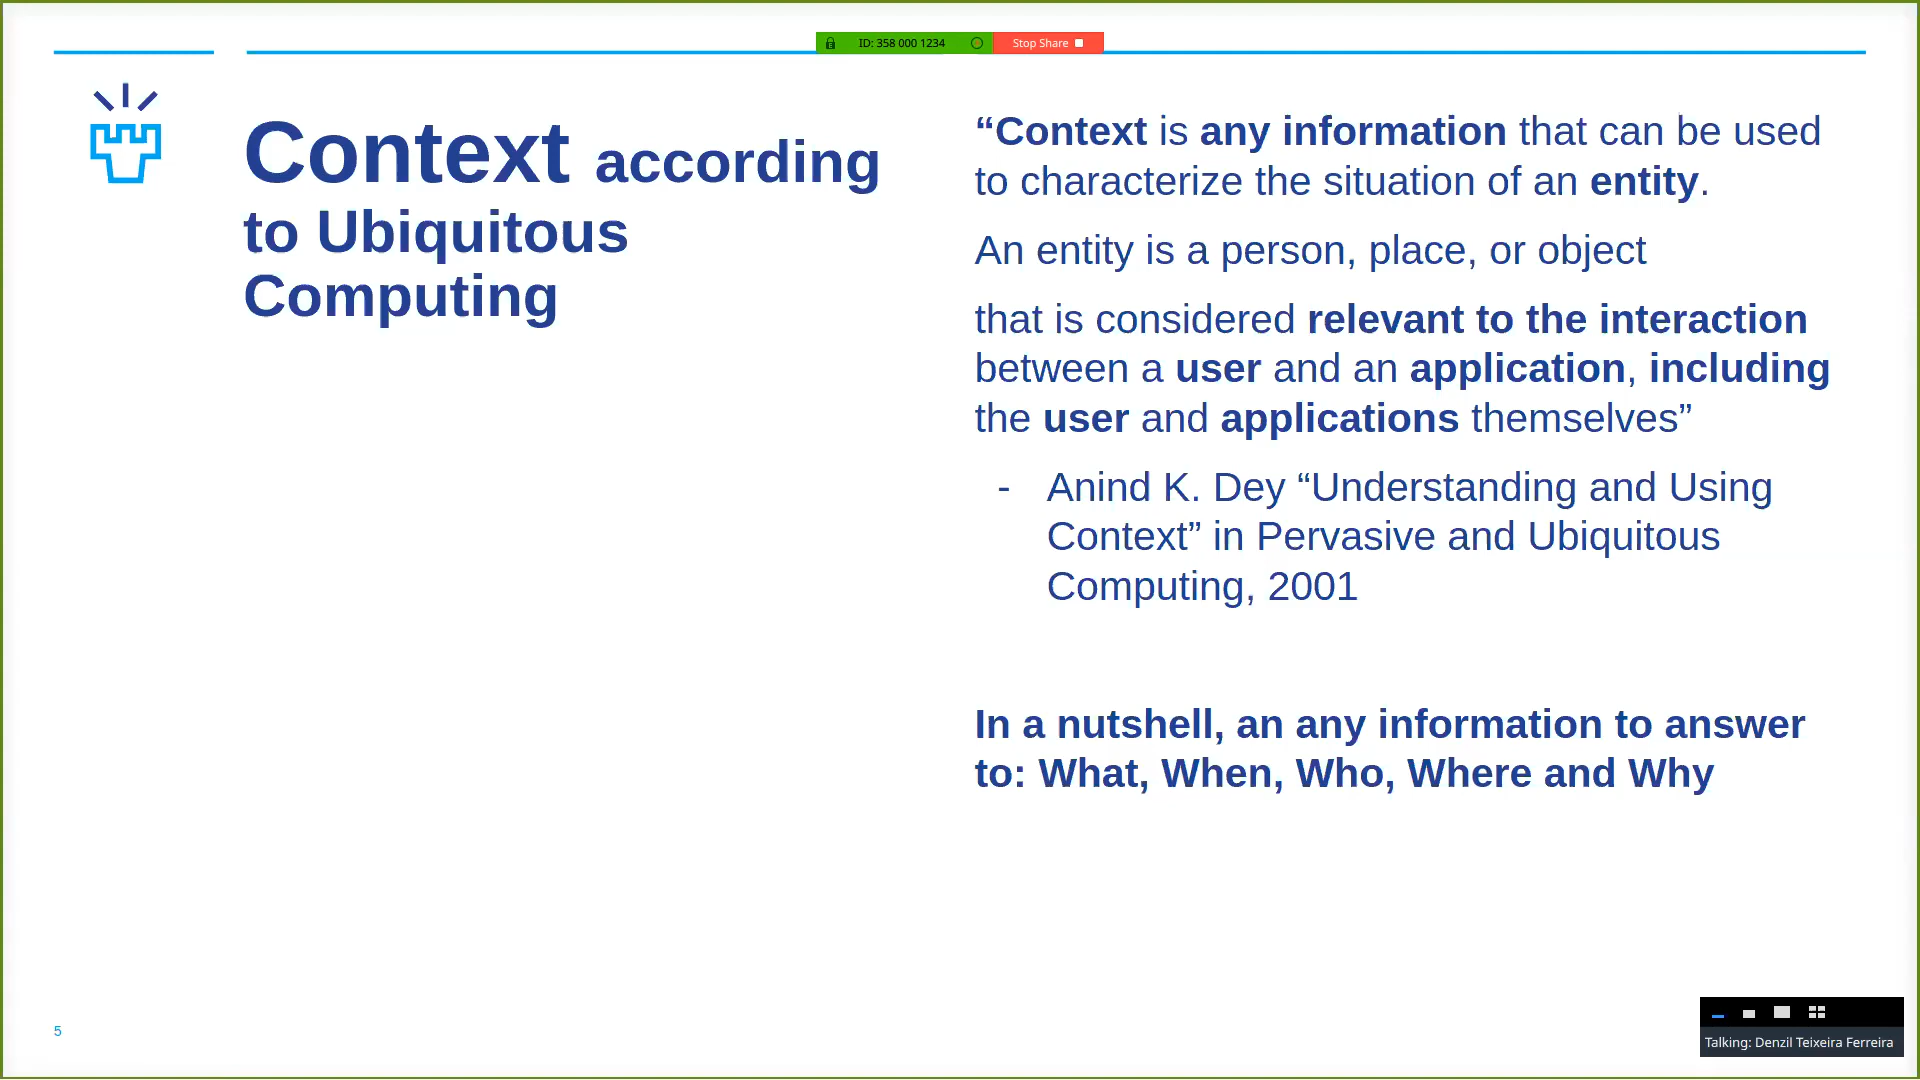 ID: 358 000 1234
Stop Share
Context according
to Ubiquitous
Computing
“Context is any information that can be used
to characterize the situation of an entity.
An entity is a person, place, or object
that is considered relevant to the interaction
between a user and an application, including
the user and applications themselves”
- Anind K. Dey “Understanding and Using
Context” in Pervasive and Ubiquitous
Computing, 2001
In a nutshell, an any information to answer
to: What, When, Who, Where and Why
5
Talking: Denzil Teixeira Ferreira